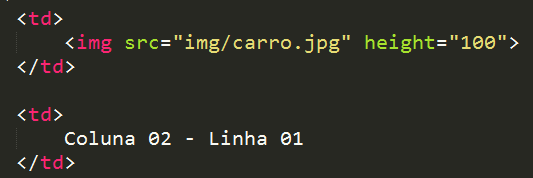 <td>
<img src="img/carro.jpg" height="100">
</td>
<td>
Coluna 02 - Linha 01
</td>